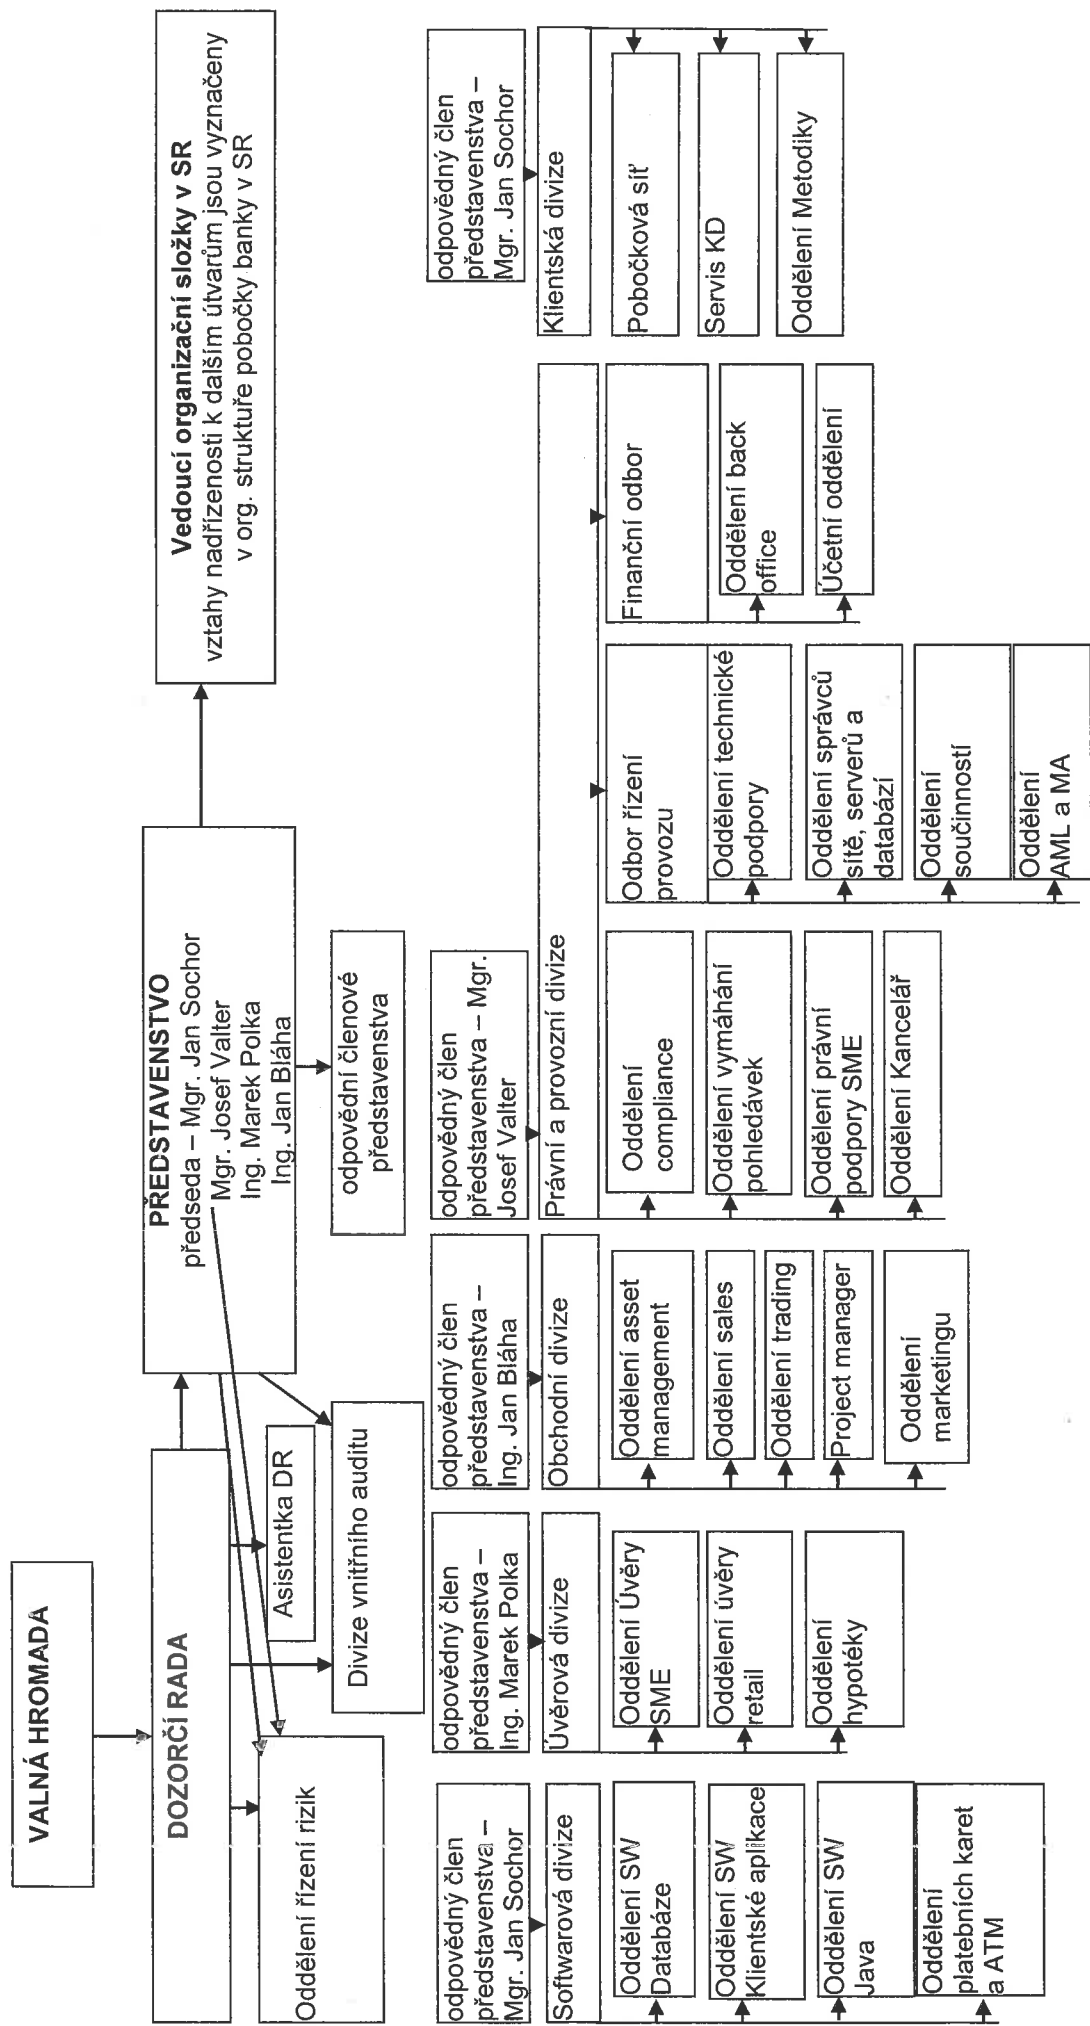 VALNÁ HROMADA
DOZORČÍ RADA
PŘEDSTAVENSTVO
předseda – Mgr. Jan Sochor
Mgr. Josef Valter
Ing. Marek Polka
Ing. Jan Bláha
Vedoucí organizační složky v SR
vztahy nadřízenosti k dalším útvarům jsou vyznačeny
v org. struktuře pobočky banky v SR
Oddělení řízení rizik
Asistentka DR
Divize vnitřního auditu
odpovědní členové
představenstva
odpovědný člen
představenstva –
Mgr. Jan Sochor
Softwarová divize
Oddělení SW
Databáze
Oddělení SW
Klientské aplikace
Oddělení SW
Java
Oddělení
platebních karet
a ATM
odpovědný člen
představenstva –
Ing. Marek Polka
Úvěrová divize
Oddělení Úvěry
SME
Oddělení úvěry
retail
Oddělení
hypotéky
odpovědný člen
představenstva –
Ing. Jan Bláha
Obchodní divize
Oddělení asset
management
Oddělení sales
Oddělení trading
Project manager
Oddělení
marketingu
odpovědný člen
představenstva – Mgr.
Josef Valter
Právní a provozní divize
Oddělení
compliance
Oddělení vymáhání
pohledávek
Oddělení právní
podpory SME
Oddělení Kancelář
Odbor řízení
provozu
Oddělení technické
podpory
Oddělení správců
sítě, serverů a
databází
Oddělení
součinností
Oddělení
AML a MA
Finanční odbor
Oddělení back
office
Účetní oddělení
odpovědný člen
představenstva –
Mgr. Jan Sochor
Klientská divize
Pobočková síť
Servis KD
Oddělení Metodiky